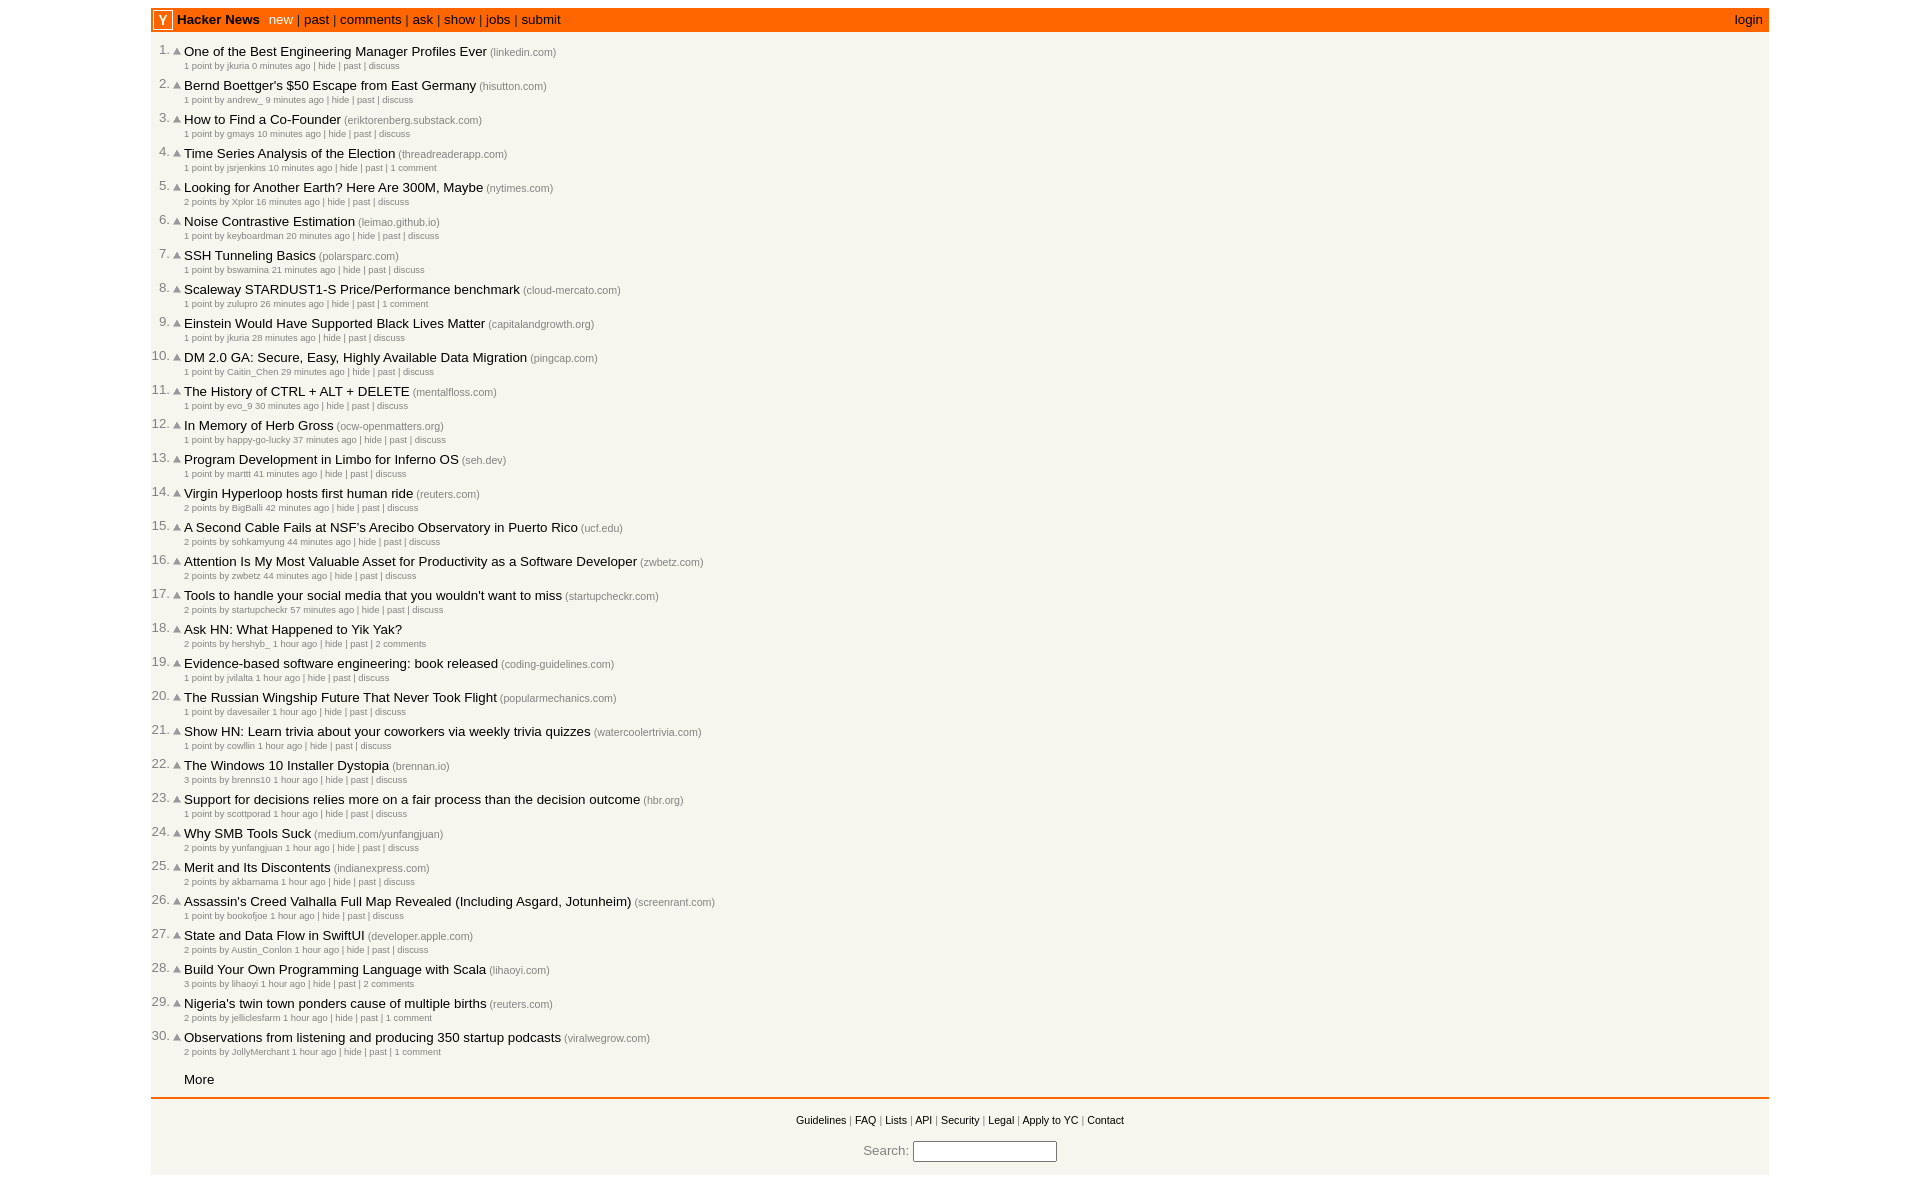 Y Hacker News new | past | comments | ask | show | jobs | submit login
1. One of the Best Engineering Manager Profiles Ever (linkedin.com)
1 point by jkuria 0 minutes ago | hide | past | discuss
2. Bernd Boettger's $50 Escape from East Germany (hisutton.com)
1 point by andrew_ 9 minutes ago | hide | past | discuss
3. How to Find a Co-Founder (eriktorenberg.substack.com)
1 point by gmays 10 minutes ago | hide | past | discuss
4. Time Series Analysis of the Election (threadreaderapp.com)
1 point by jsrjenkins 10 minutes ago | hide | past | 1 comment
5. Looking for Another Earth? Here Are 300M, Maybe (nytimes.com)
2 points by Xplor 16 minutes ago | hide | past | discuss
6. Noise Contrastive Estimation (leimao.github.io)
1 point by keyboardman 20 minutes ago | hide | past | discuss
7. SSH Tunneling Basics (polarsparc.com)
1 point by bswamina 21 minutes ago | hide | past | discuss
8. Scaleway STARDUST1-S Price/Performance benchmark (cloud-mercato.com)
1 point by zulupro 26 minutes ago | hide | past | 1 comment
9. Einstein Would Have Supported Black Lives Matter (capitalandgrowth.org)
1 point by jkuria 28 minutes ago | hide | past | discuss
10. DM 2.0 GA: Secure, Easy, Highly Available Data Migration (pingcap.com)
1 point by Caitin_Chen 29 minutes ago | hide | past | discuss
11. The History of CTRL + ALT + DELETE (mentalfloss.com)
1 point by evo_9 30 minutes ago | hide | past | discuss
12. In Memory of Herb Gross (ocw-openmatters.org)
1 point by happy-go-lucky 37 minutes ago | hide | past | discuss
13. Program Development in Limbo for Inferno OS (seh.dev)
1 point by marttt 41 minutes ago | hide | past | discuss
14. Virgin Hyperloop hosts first human ride (reuters.com)
2 points by BigBalli 42 minutes ago | hide | past | discuss
15. A Second Cable Fails at NSF's Arecibo Observatory in Puerto Rico (ucf.edu)
2 points by sohkamyung 44 minutes ago | hide | past | discuss
16. Attention Is My Most Valuable Asset for Productivity as a Software Developer (zwbetz.com)
2 points by zwbetz 44 minutes ago | hide | past | discuss
17. Tools to handle your social media that you wouldn't want to miss (startupcheckr.com)
2 points by startupcheckr 57 minutes ago | hide | past | discuss
18. Ask HN: What Happened to Yik Yak?
2 points by hershyb_ 1 hour ago | hide | past | 2 comments
19. Evidence-based software engineering: book released (coding-guidelines.com)
1 point by jvilalta 1 hour ago | hide | past | discuss
20. The Russian Wingship Future That Never Took Flight (popularmechanics.com)
1 point by davesailer 1 hour ago | hide | past | discuss
21. Show HN: Learn trivia about your coworkers via weekly trivia quizzes (watercoolertrivia.com)
1 point by cowllin 1 hour ago | hide | past | discuss
22. The Windows 10 Installer Dystopia (brennan.io)
3 points by brenns10 1 hour ago | hide | past | discuss
23. Support for decisions relies more on a fair process than the decision outcome (hbr.org)
1 point by scottporad 1 hour ago | hide | past | discuss
24. Why SMB Tools Suck (medium.com/yunfangjuan)
2 points by yunfangjuan 1 hour ago | hide | past | discuss
25. Merit and Its Discontents (indianexpress.com)
2 points by akbarnama 1 hour ago | hide | past | discuss
26. Assassin's Creed Valhalla Full Map Revealed (Including Asgard, Jotunheim) (screenrant.com)
1 point by bookofjoe 1 hour ago | hide | past | discuss
27. State and Data Flow in SwiftUI (developer.apple.com)
2 points by Austin_Conlon 1 hour ago | hide | past | discuss
28. Build Your Own Programming Language with Scala (lihaoyi.com)
3 points by lihaoyi 1 hour ago | hide | past | 2 comments
29. Nigeria's twin town ponders cause of multiple births (reuters.com)
2 points by jelliclesfarm 1 hour ago | hide | past | 1 comment
30. Observations from listening and producing 350 startup podcasts (viralwegrow.com)
2 points by JollyMerchant 1 hour ago | hide | past | 1 comment
More
Guidelines | FAQ | Lists | API | Security | Legal | Apply to YC | Contact
Search: